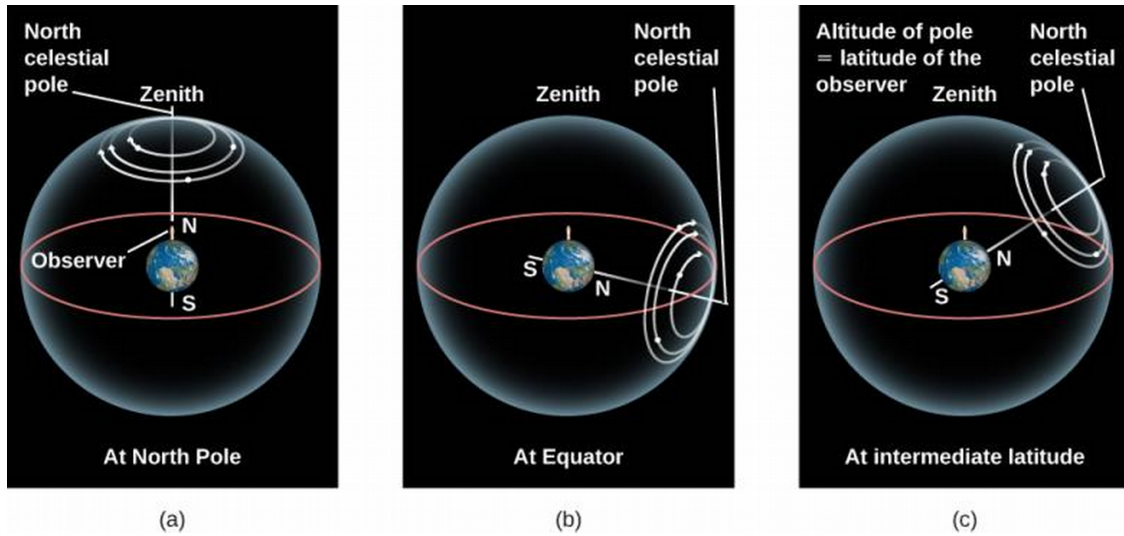 North
celestial
pole
Zenith
N
Observer
S
At North Pole
(a)
North
celestial
pole
Zenith
S
N
At Equator
(b)
Altitude of pole
= latitude of the
observer
North
celestial
pole
Zenith
N
S
At intermediate latitude
(c)